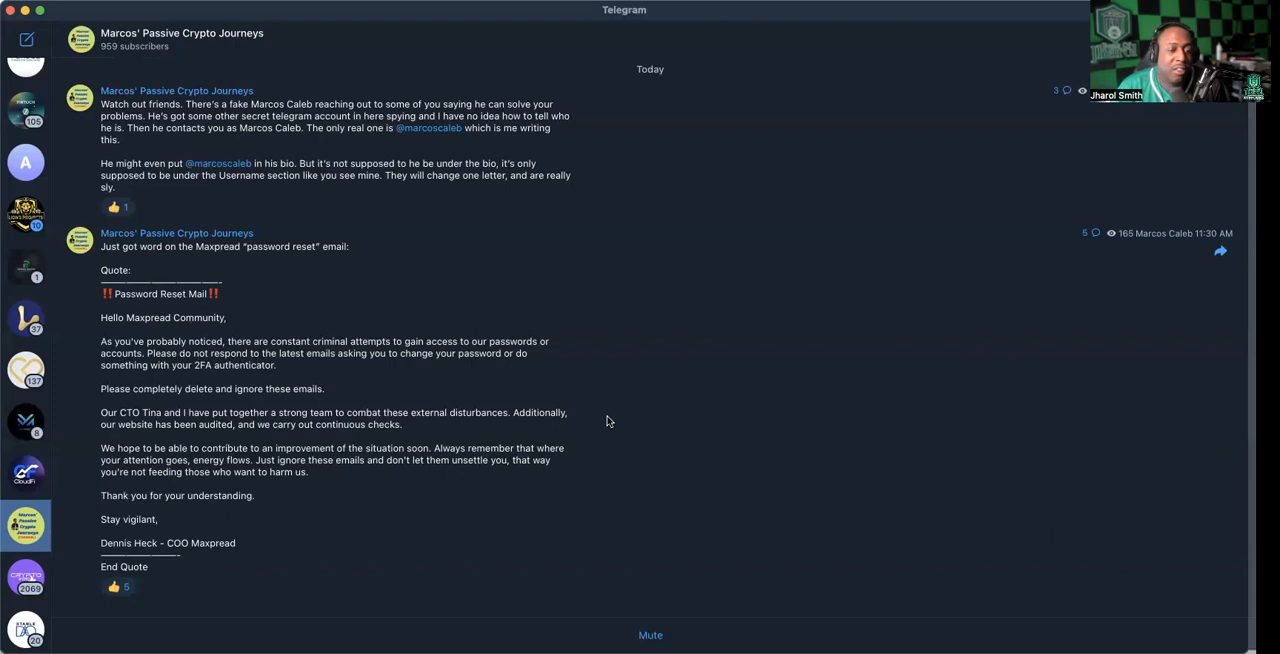 Telegram
Marcos' Passive Crypto Journeys
959 subscribers
Jharol Smith
Today
Marcos' Passive Crypto Journeys
3
Watch out friends. There's a fake Marcos Caleb reaching out to some of you saying he can solve your
problems. He's got some other secret telegram account in here spying and I have no idea how to tell who
he is. Then he contacts you as Marcos Caleb. The only real one is @marcoscaleb which is me writing
this.
He might even put @marcoscaleb in his bio. But it's not supposed to he be under the bio, it's only
supposed to be under the Username section like you see mine. They will change one letter, and are really
sly.
👍 1
Marcos' Passive Crypto Journeys
5 165 Marcos Caleb 11:30 AM
Just got word on the Maxpread “password reset” email:
Quote:
———————————-
‼️Password Reset Mail‼️
Hello Maxpread Community,
As you've probably noticed, there are constant criminal attempts to gain access to our passwords or
accounts. Please do not respond to the latest emails asking you to change your password or do
something with your 2FA authenticator.
Please completely delete and ignore these emails.
Our CTO Tina and I have put together a strong team to combat these external disturbances. Additionally,
our website has been audited, and we carry out continuous checks.
We hope to be able to contribute to an improvement of the situation soon. Always remember that where
your attention goes, energy flows. Just ignore these emails and don't let them unsettle you, that way
you're not feeding those who want to harm us.
Thank you for your understanding.
Stay vigilant,
Dennis Heck - COO Maxpread
———————-
End Quote
👍 5
Mute
105
A
10
1
37
137
8
CloudFi
2069
20